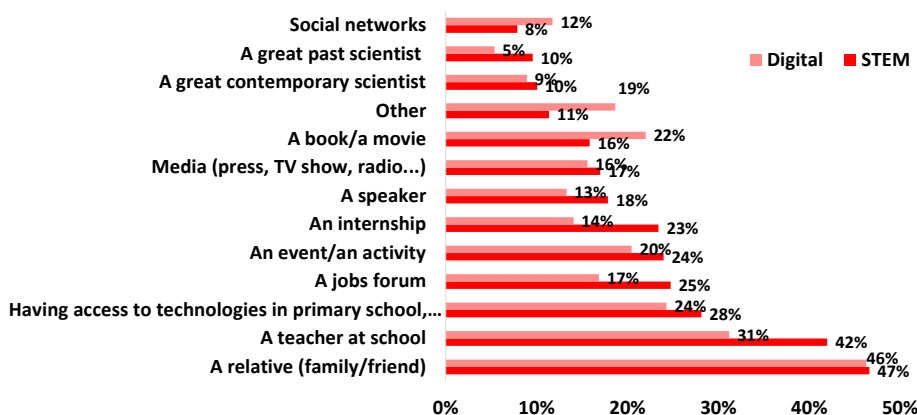 Social networks
12%
8%
A great past scientist
5%
10%
Digital
STEM
A great contemporary scientist
9%
10%
Other
19%
11%
A book/a movie
22%
16%
Media (press, TV show, radio...)
16%
17%
A speaker
13%
18%
An internship
14%
23%
An event/an activity
20%
24%
A jobs forum
17%
25%
Having access to technologies in primary school,...
24%
28%
A teacher at school
31%
42%
A relative (family/friend)
46%
47%
0% 10% 20% 30% 40% 50%